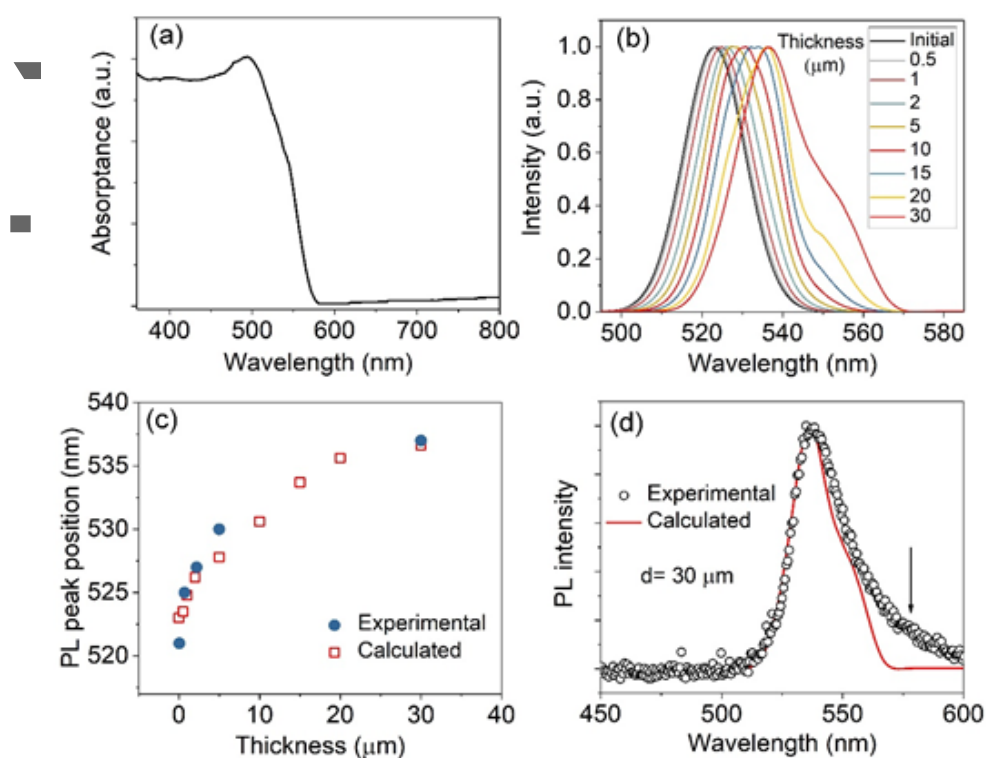 (a)
Absorptance (a.u.)
400 500 600 700 800
Wavelength (nm)
(b)
Thickness
(μm)
Initial
0.5
1
2
5
10
15
20
30
Intensity (a.u.)
1.0
0.8
0.6
0.4
0.2
0.0
500 520 540 560 580
Wavelength (nm)
(c)
PL peak position (nm)
540
535
530
525
520
Experimental
Calculated
0 10 20 30 40
Thickness (μm)
(d)
PL intensity
Experimental
Calculated
d= 30 μm
450 500 550 600
Wavelength (nm)